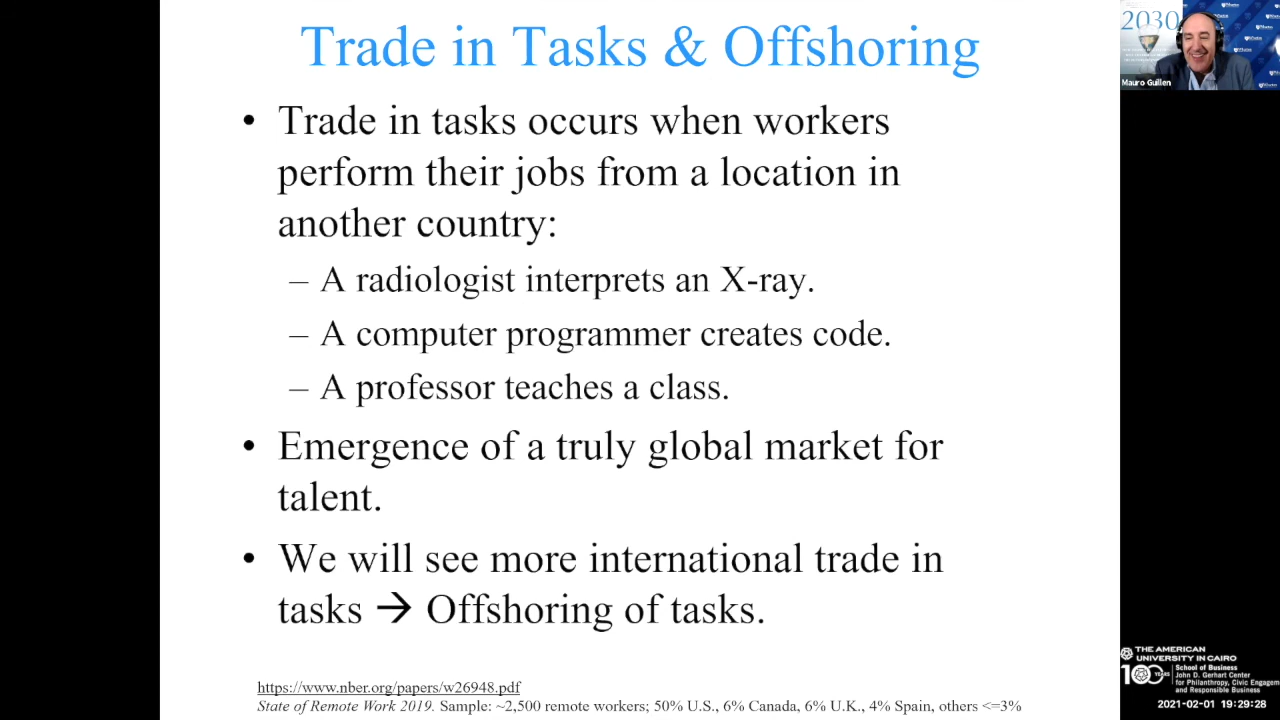 Trade in Tasks & Offshoring
• Trade in tasks occurs when workers
perform their jobs from a location in
another country:
– A radiologist interprets an X-ray.
– A computer programmer creates code.
– A professor teaches a class.
• Emergence of a truly global market for
talent.
• We will see more international trade in
tasks → Offshoring of tasks.
https://www.nber.org/papers/w26948.pdf
State of Remote Work 2019. Sample: ~2,500 remote workers; 50% U.S., 6% Canada, 6% U.K., 4% Spain, others <=3%
2030
Mauro Guillen
THE AMERICAN
UNIVERSITY IN CAIRO
100 YEARS
School of Business
John D. Gerhart Center
for Philanthropy, Civic Engagem
and Responsible Business
2021-02-01 19:29:28